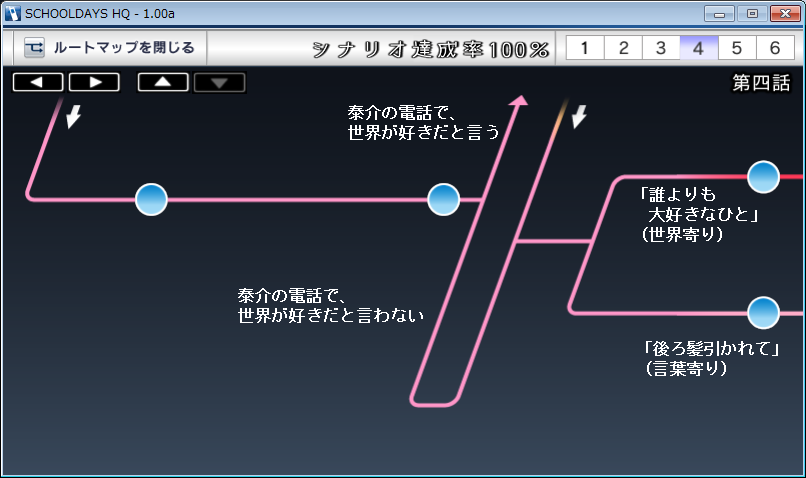 SCHOOLDAYS HQ - 1.00a
ルートマップを閉じる
シナリオ達成率100%
1 2 3 4 5 6
第四話
泰介の電話で、
世界が好きだと言う
「誰よりも
大好きなひと」
(世界寄り)
泰介の電話で、
世界が好きだと言わない
「後ろ髪引かれて」
(言葉寄り)